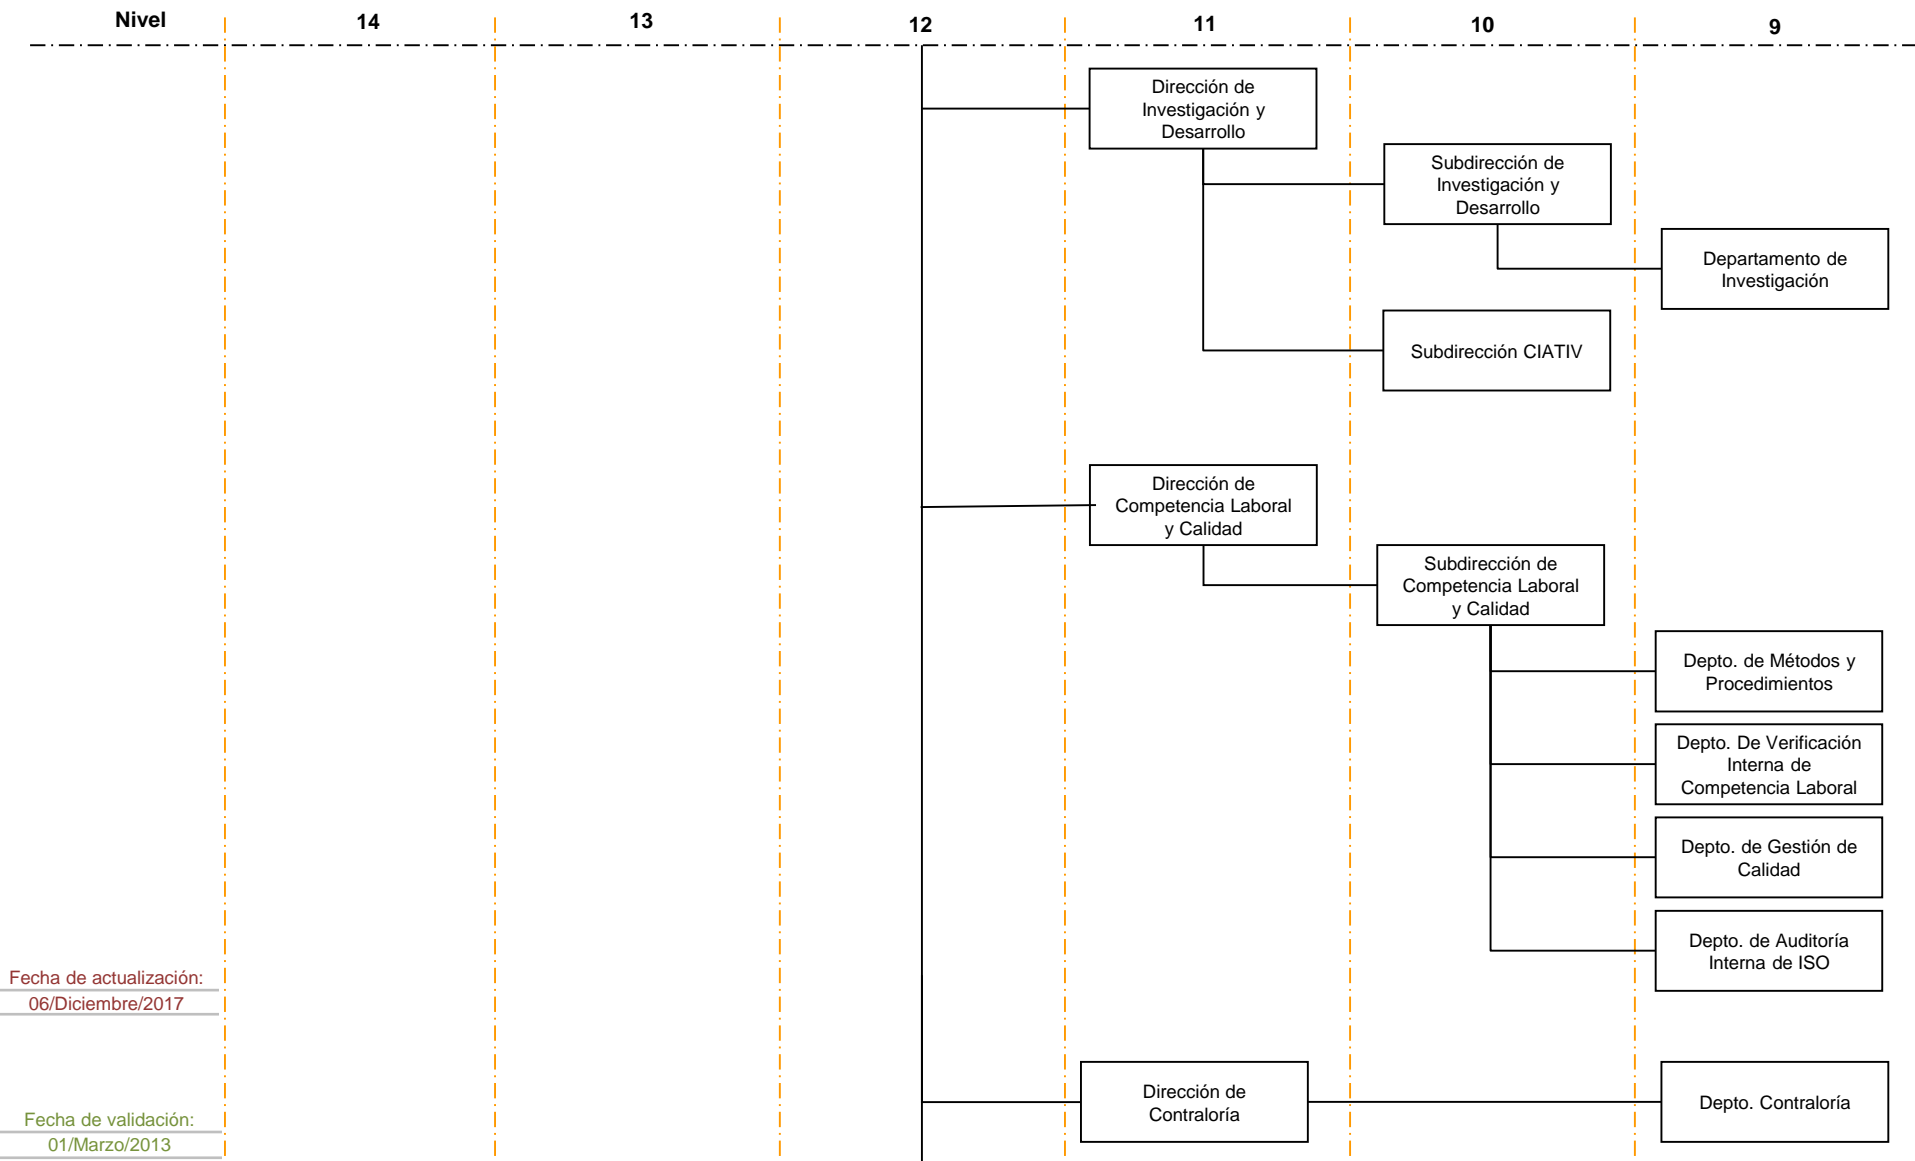 Nivel 14 13 12 11 10 9
Dirección de
Investigación y
Desarrollo
Subdirección de
Investigación y
Desarrollo
Departamento de
Investigación
Subdirección CIATIV
Dirección de
Competencia Laboral
y Calidad
Subdirección de
Competencia Laboral
y Calidad
Depto. de Métodos y
Procedimientos
Depto. De Verificación
Interna de
Competencia Laboral
Depto. de Gestión de
Calidad
Depto. de Auditoría
Interna de ISO
Fecha de actualización:
06/Diciembre/2017
Dirección de
Contraloría
Depto. Contraloría
Fecha de validación:
01/Marzo/2013